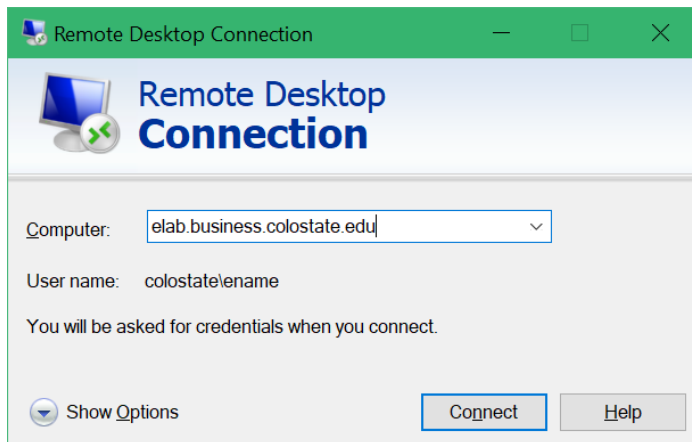 Remote Desktop Connection
Remote Desktop
Connection
Computer: elab.business.colostate.edu
User name: colostate\ename
You will be asked for credentials when you connect.
Show Options Connect Help